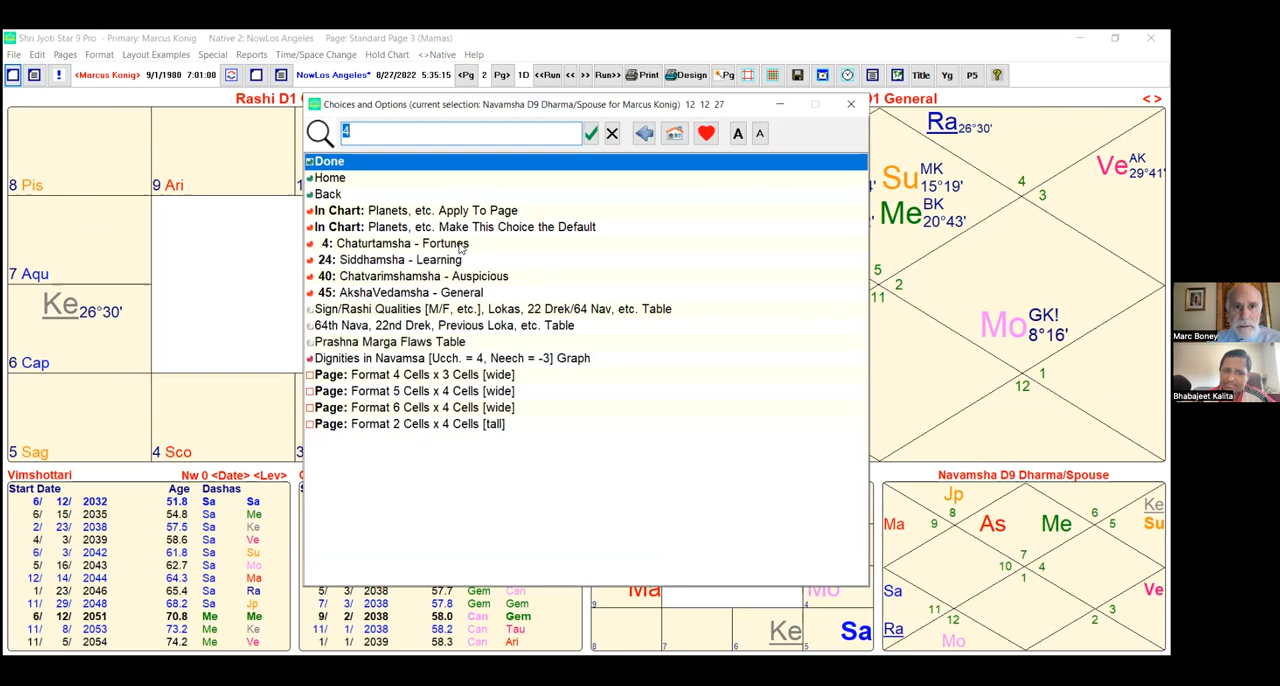 Shri Jyoti Star 9 Pro - Primary: Marcus Konig  Native 2: NowLos Angeles  Page: Standard Page 3 (Mamas)
File Edit Pages Format Layout Examples Special Reports Time/Space Change Hold Chart <>Native Help
<Marcus Konig> 9/1/1980 7:01:00 NowLos Angeles* 8/27/2022 5:35:15 <Pg 2 Pg> 1D <<Run << >> Run>> Print Design Pg Title Yg P5
Rashi D1
1 General
< >
Choices and Options (current selection: Navamsha D9 Dharma/Spouse for Marcus Konig) 12 12 27
4
A A
Done
Home
Back
In Chart: Planets, etc. Apply To Page
In Chart: Planets, etc. Make This Choice the Default
4: Chaturtamsha - Fortunes
24: Siddhamsha - Learning
40: Chatvarimshamsha - Auspicious
45: AkshaVedamsha - General
Sign/Rashi Qualities [M/F, etc.], Lokas, 22 Drek/64 Nav, etc. Table
64th Nava, 22nd Drek, Previous Loka, etc. Table
Prashna Marga Flaws Table
Dignities in Navamsa [Ucch. = 4, Neech = -3] Graph
Page: Format 4 Cells x 3 Cells [wide]
Page: Format 5 Cells x 4 Cells [wide]
Page: Format 6 Cells x 4 Cells [wide]
Page: Format 2 Cells x 4 Cells [tall]
8 Pis
9 Ari
7 Aqu
Ke 26°30'
6 Cap
5 Sag
4 Sco
Ra 26°30'
Su MK 15°19'
Me BK 20°43'
Ve AK 29°41'
4
3
5
2
11
Mo GK! 8°16'
1
12
Marc Boney
Bhabajeet Kalita
Vimshottari
Nw 0 <Date> <Lev>
Start Date Age Dashas
6/ 12/ 2032 51.8 Sa Sa
6/ 15/ 2035 54.8 Sa Me
2/ 23/ 2038 57.5 Sa Ke
4/ 3/ 2039 58.6 Sa Ve
6/ 3/ 2042 61.8 Sa Su
5/ 16/ 2043 62.7 Sa Mo
12/ 14/ 2044 64.3 Sa Ma
1/ 23/ 2046 65.4 Sa Ra
11/ 29/ 2048 68.2 Sa Jp
6/ 12/ 2051 70.8 Me Me
11/ 8/ 2053 73.2 Me Ke
11/ 5/ 2054 74.2 Me Ve
5/ 3/ 2038 57.7 Gem Can
7/ 3/ 2038 57.8 Gem Gem
9/ 2/ 2038 58.0 Can Gem
11/ 1/ 2038 58.2 Can Tau
1/ 1/ 2039 58.3 Can Ari
Ma
Mo
9
4
Ke
Sa
8
7
6
5
Navamsha D9 Dharma/Spouse
Jp
Ke
Ma 9 8 As Me 6 5 Su
7
10 4
1
Sa
Ve
11
3
Ra
12
2
Mo